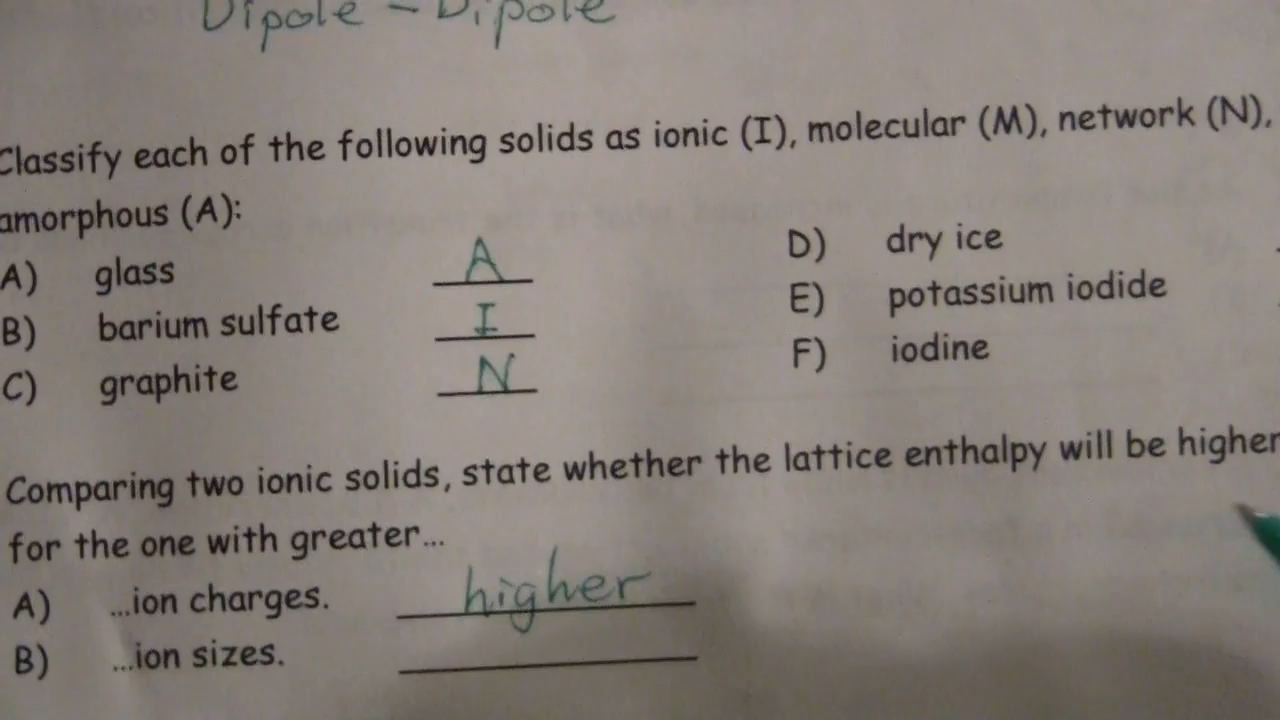 Dipole - Dipole
Classify each of the following solids as ionic (I), molecular (M), network (N),
amorphous (A):
A) glass A D) dry ice
B) barium sulfate I E) potassium iodide
C) graphite N F) iodine
Comparing two ionic solids, state whether the lattice enthalpy will be higher
for the one with greater...
A) ...ion charges. higher
B) ...ion sizes.